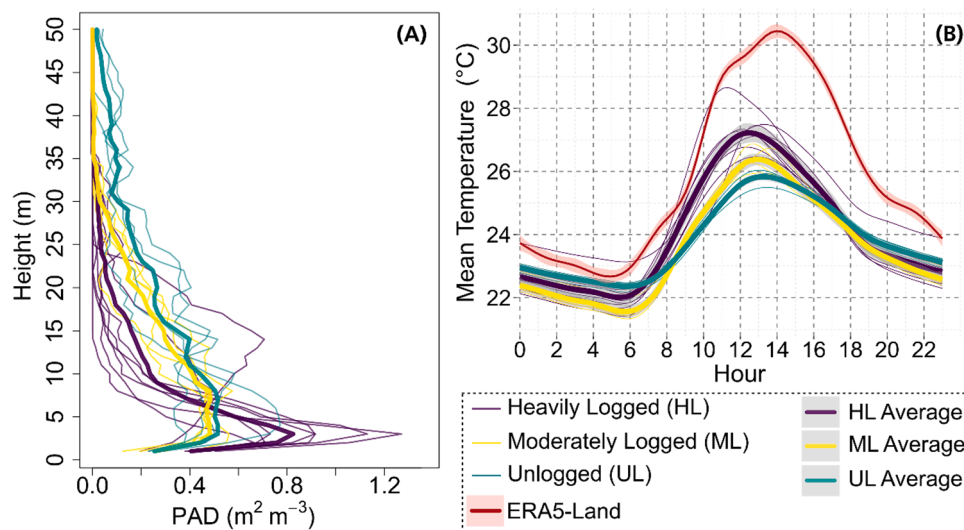 (A)
Height (m)
50
45
40
35
30
25
20
15
10
5
0
0.0 0.4 0.8 1.2
PAD (m² m⁻³)
(B)
Mean Temperature (°C)
30
28
26
24
22
0 2 4 6 8 10 12 14 16 18 20 22
Hour
Heavily Logged (HL)
Moderately Logged (ML)
Unlogged (UL)
ERA5-Land
HL Average
ML Average
UL Average